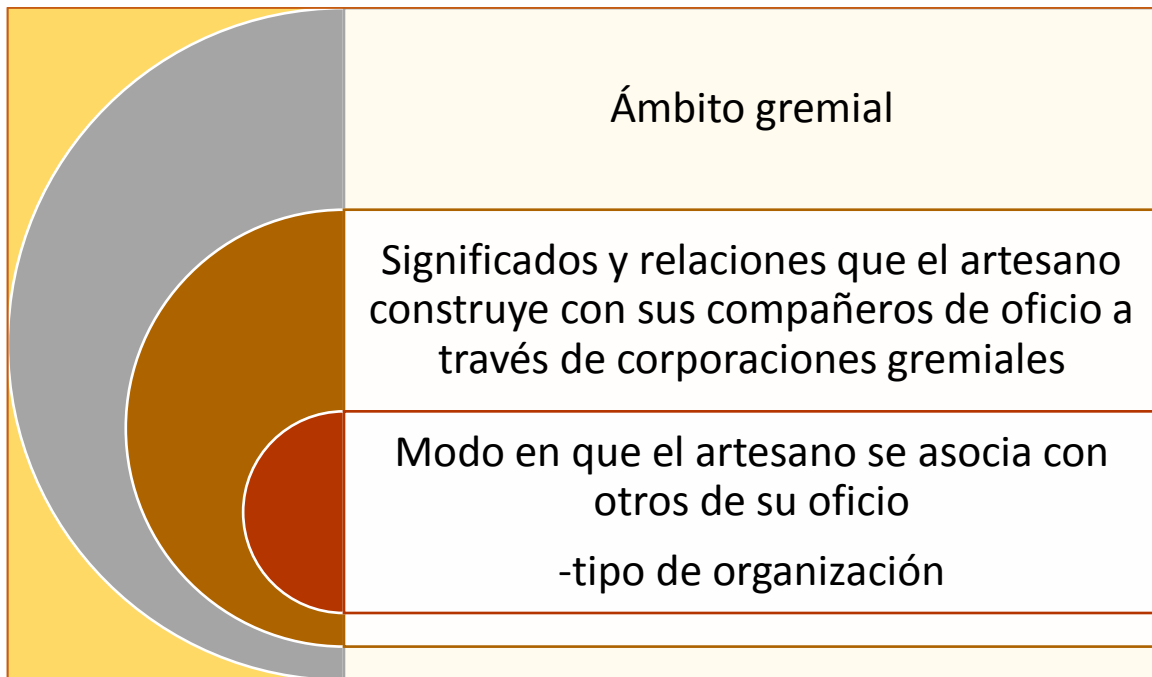 Ámbito gremial
Significados y relaciones que el artesano
construye con sus compañeros de oficio a
través de corporaciones gremiales
Modo en que el artesano se asocia con
otros de su oficio
-tipo de organización